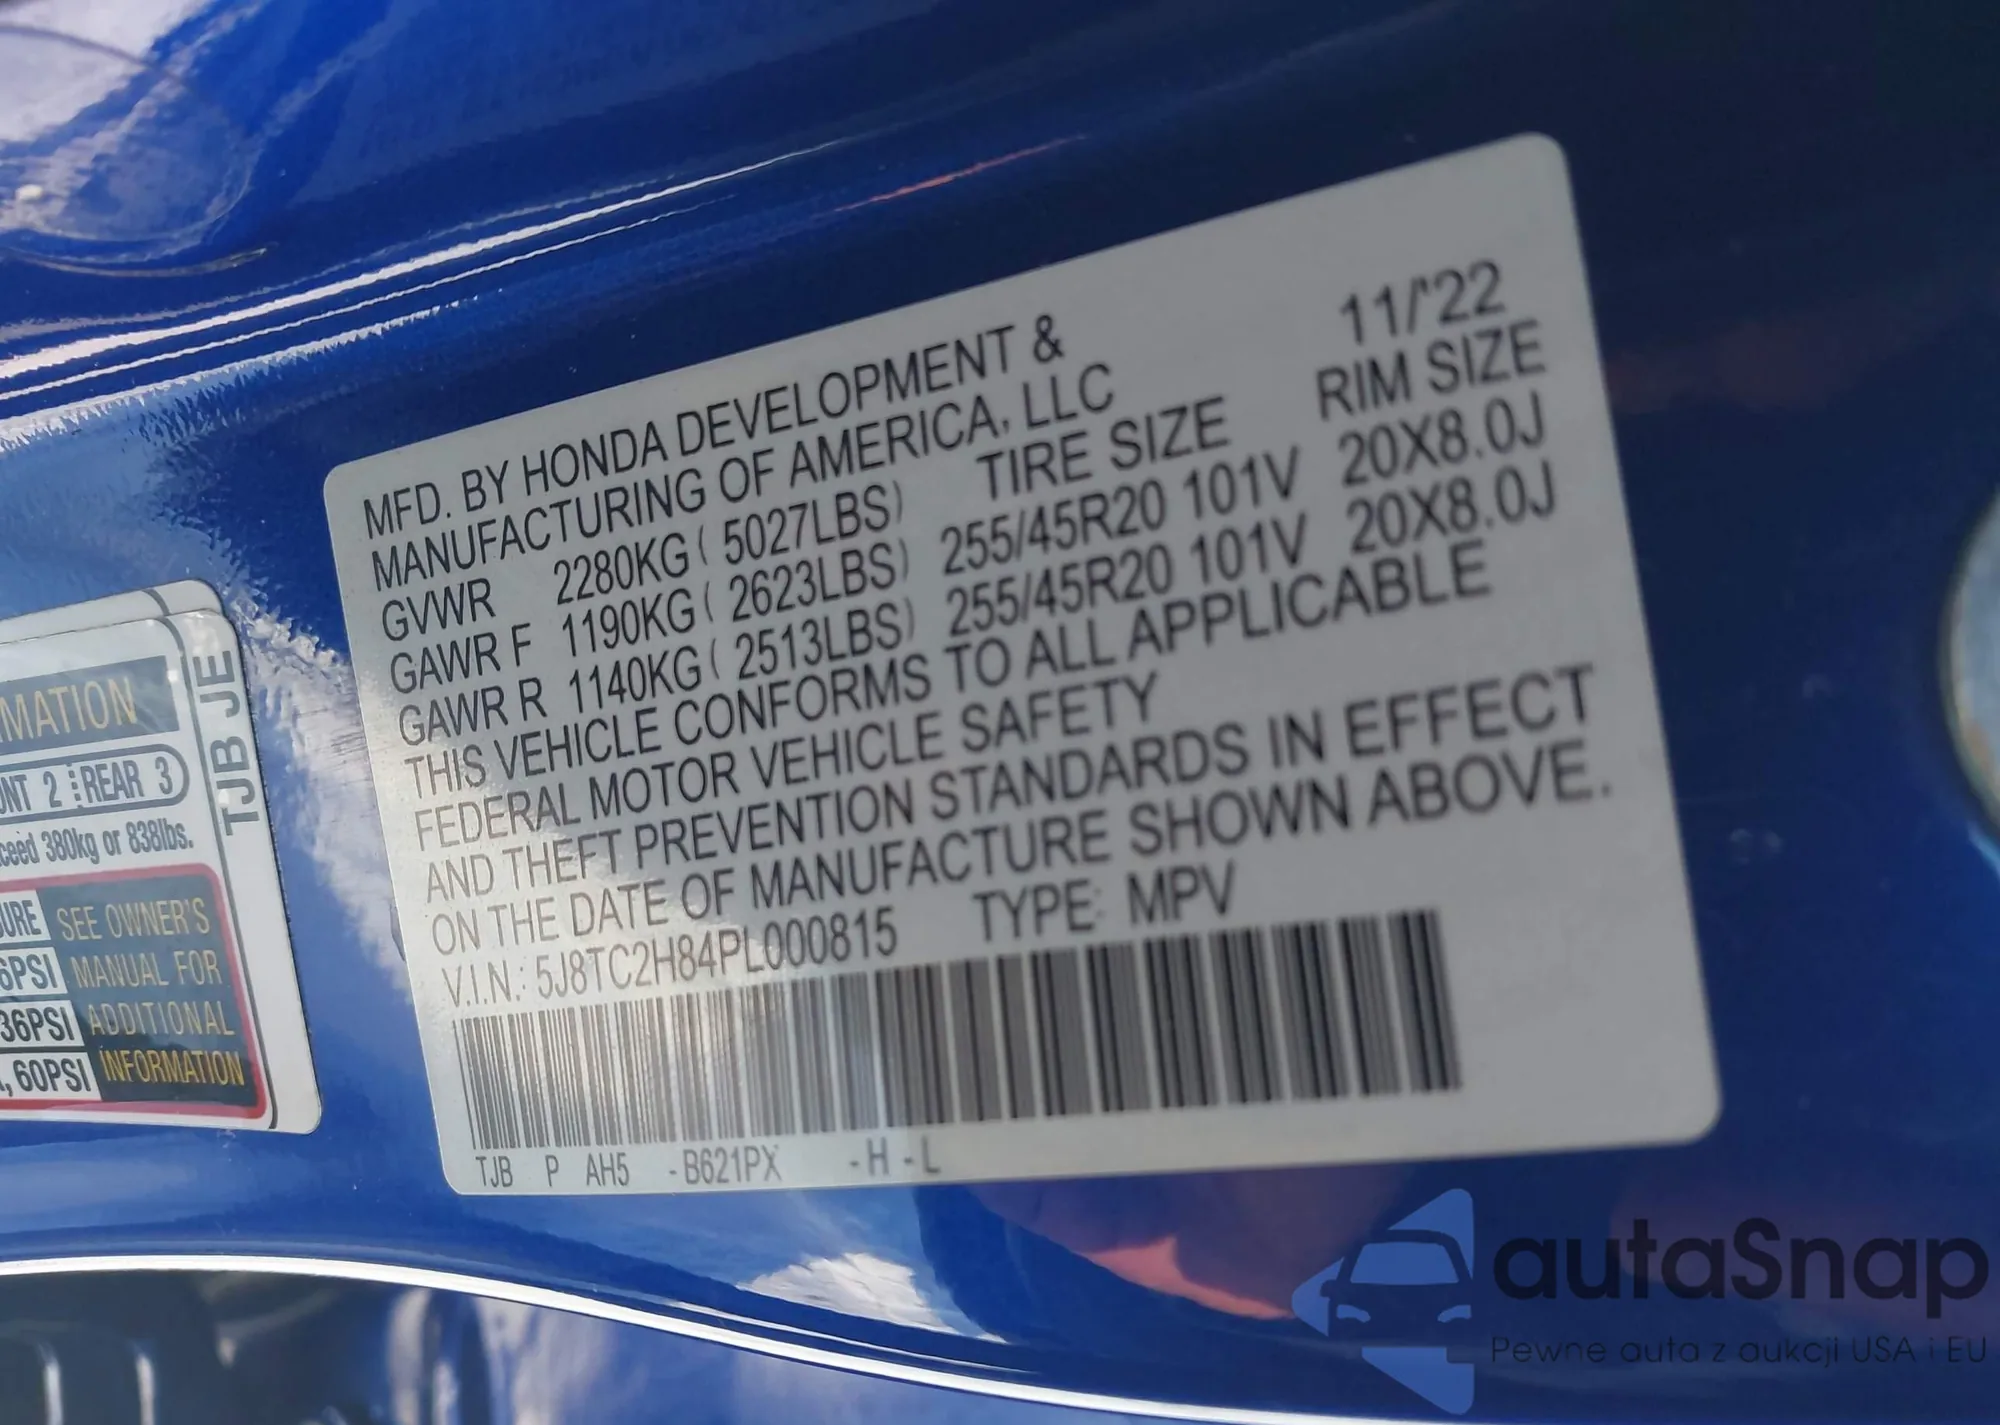 MFD. BY HONDA DEVELOPMENT & 11/'22
MANUFACTURING OF AMERICA, LLC RIM SIZE
GVWR 2280KG ( 5027LBS) TIRE SIZE
GAWR F 1190KG ( 2623LBS) 255/45R20 101V 20X8.0J
GAWR R 1140KG ( 2513LBS) 255/45R20 101V 20X8.0J
THIS VEHICLE CONFORMS TO ALL APPLICABLE
FEDERAL MOTOR VEHICLE SAFETY
AND THEFT PREVENTION STANDARDS IN EFFECT
ON THE DATE OF MANUFACTURE SHOWN ABOVE.
V.I.N.: 5J8TC2H84PL000815 TYPE: MPV
TJB P AH5 -B621PX -H -L
MATION
NT 2 REAR 3
ceed 380kg or 838lbs.
URE SEE OWNER'S
6PSI MANUAL FOR
36PSI ADDITIONAL
, 60PSI INFORMATION
TJB JE
autaSnap
Pewne auta z aukcji USA i EU